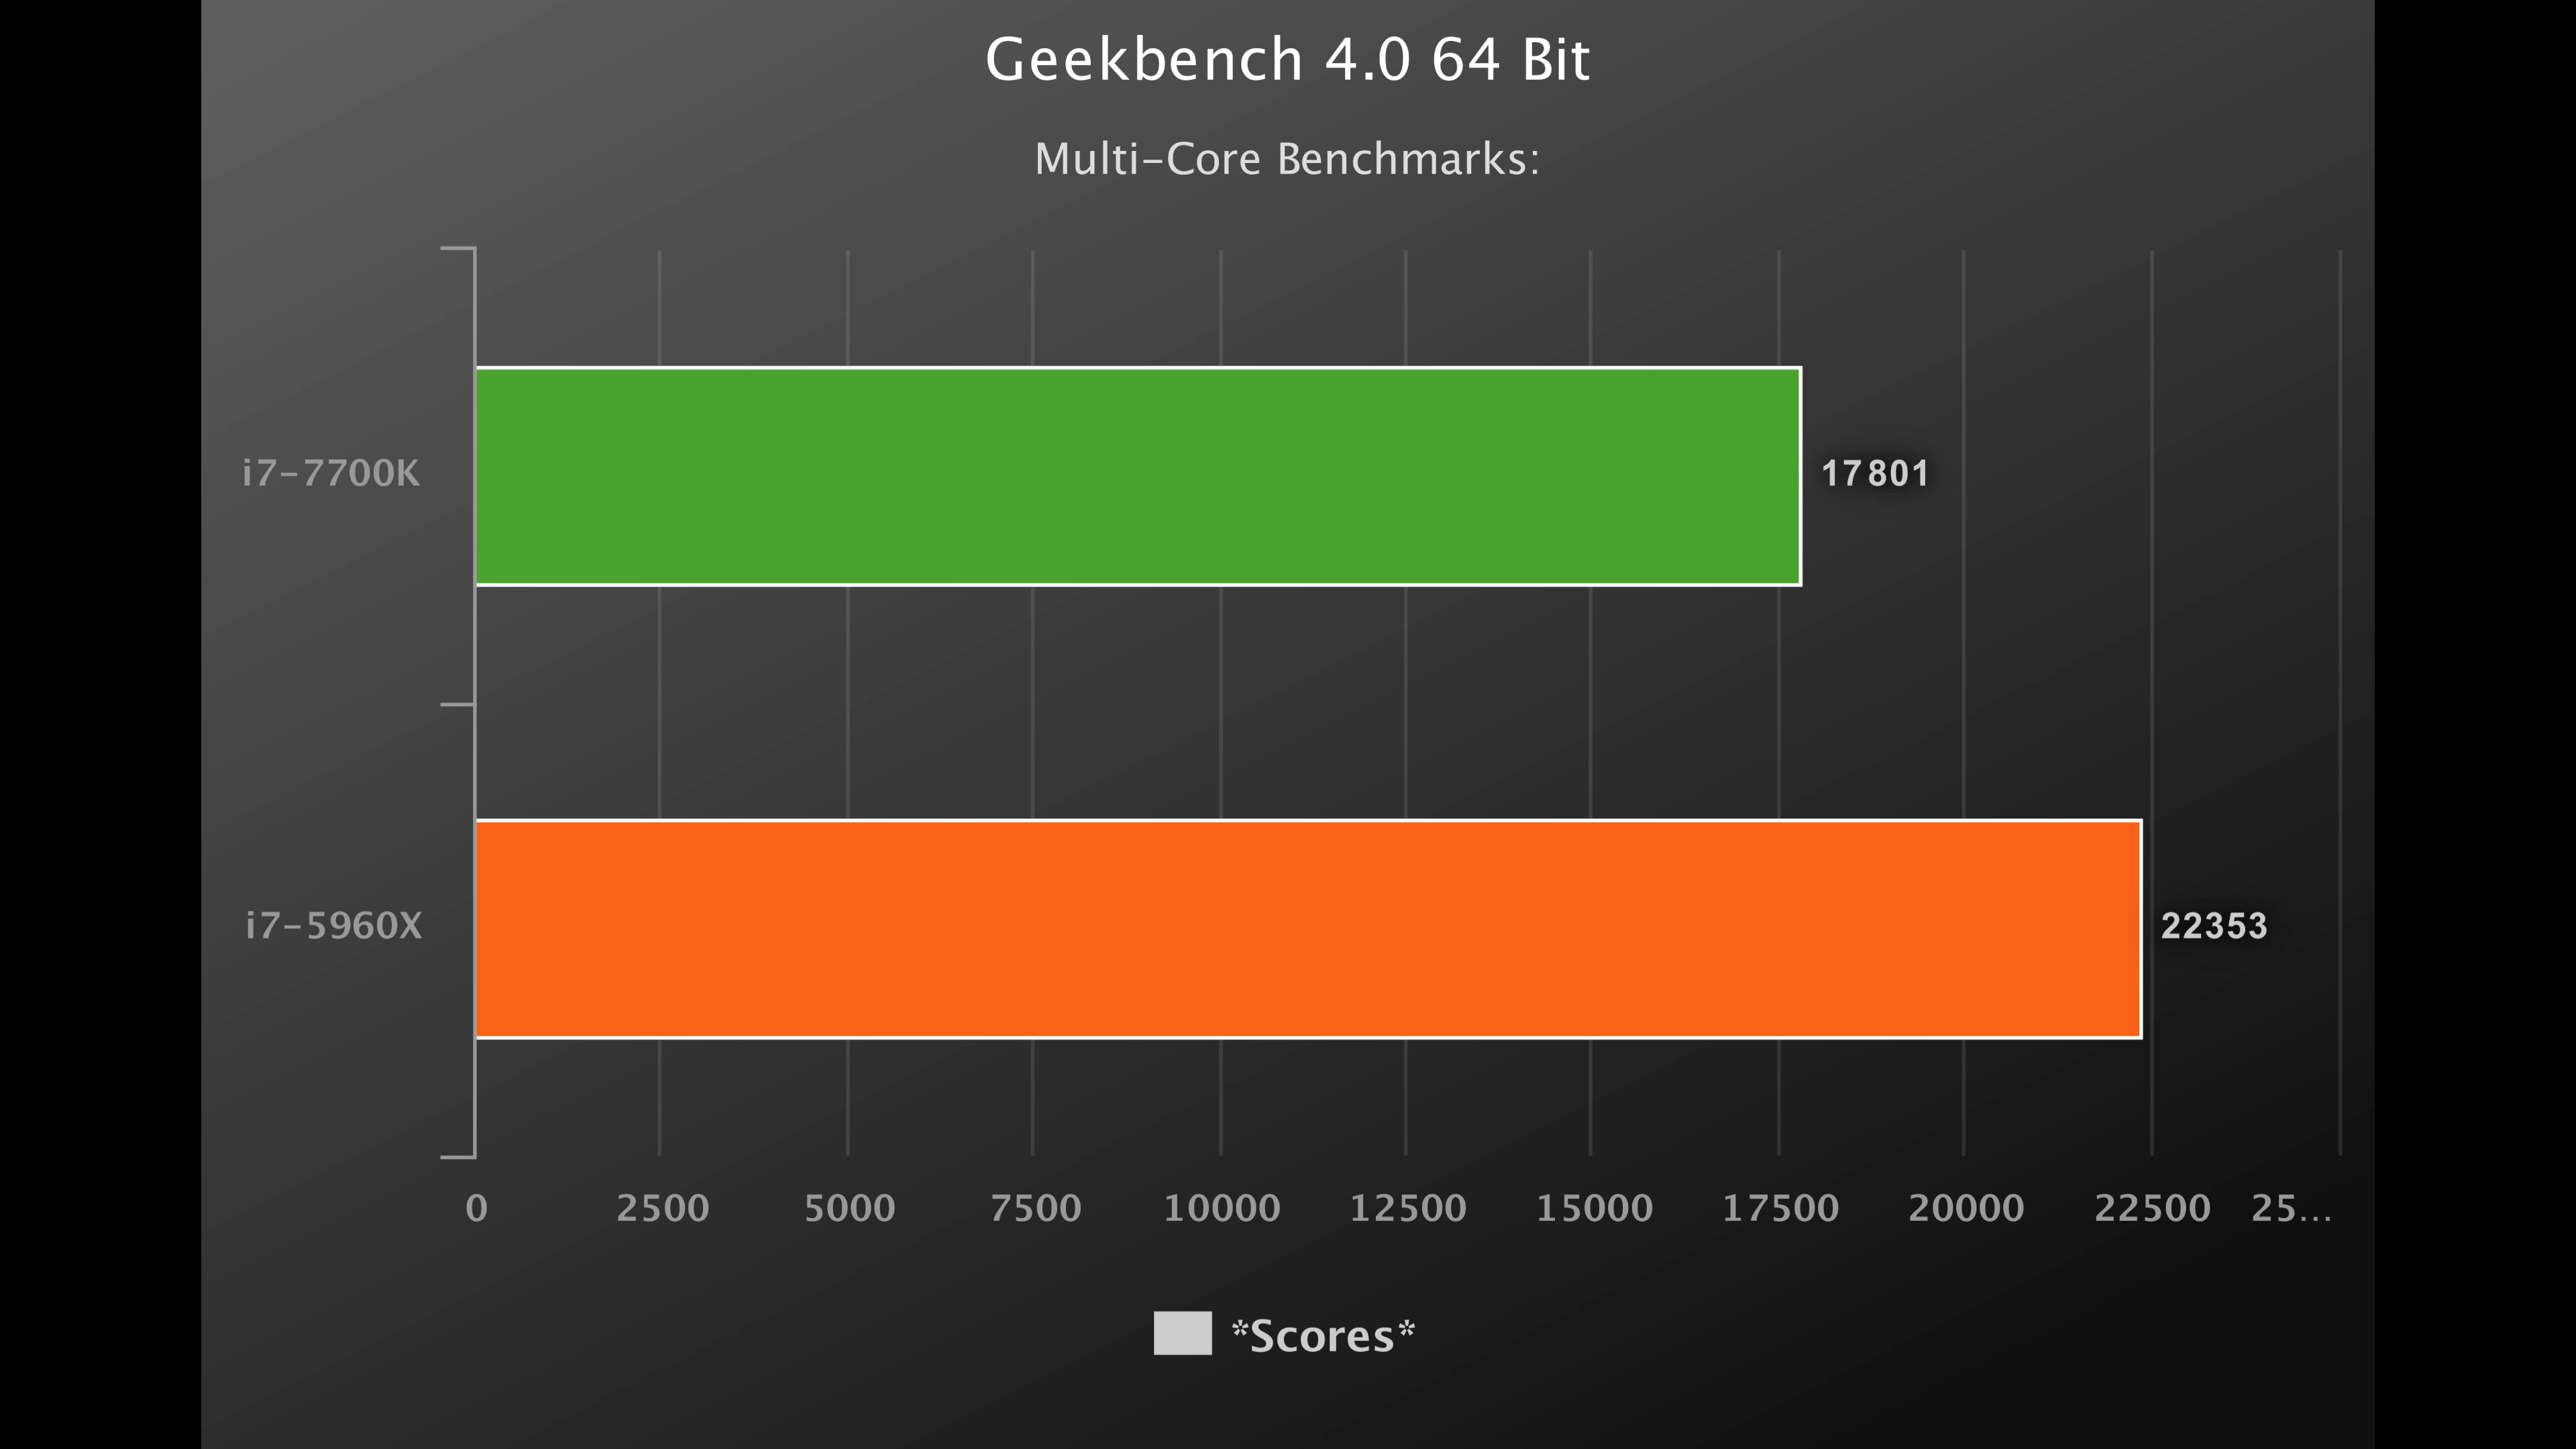 Geekbench 4.0 64 Bit
Multi-Core Benchmarks:
i7-7700K
17801
i7-5960X
22353
0 2500 5000 7500 10000 12500 15000 17500 20000 22500 25...
*Scores*